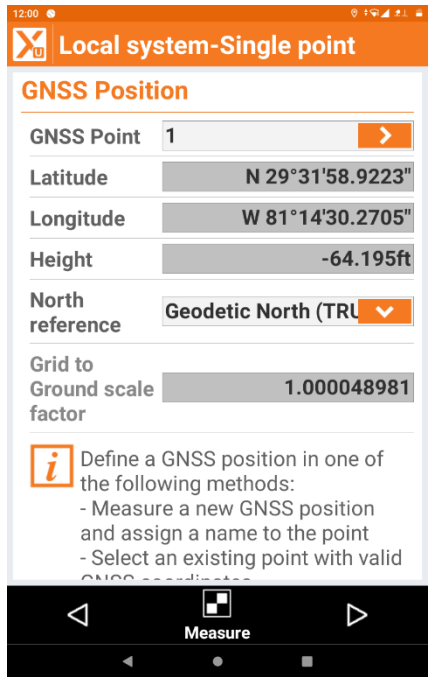 12:00
Xu Local system-Single point
GNSS Position
GNSS Point 1
Latitude N 29°31'58.9223"
Longitude W 81°14'30.2705"
Height -64.195ft
North
reference Geodetic North (TRU
Grid to
Ground scale
factor 1.000048981
i Define a GNSS position in one of
the following methods:
- Measure a new GNSS position
and assign a name to the point
- Select an existing point with valid
GNSS coordinates
Measure